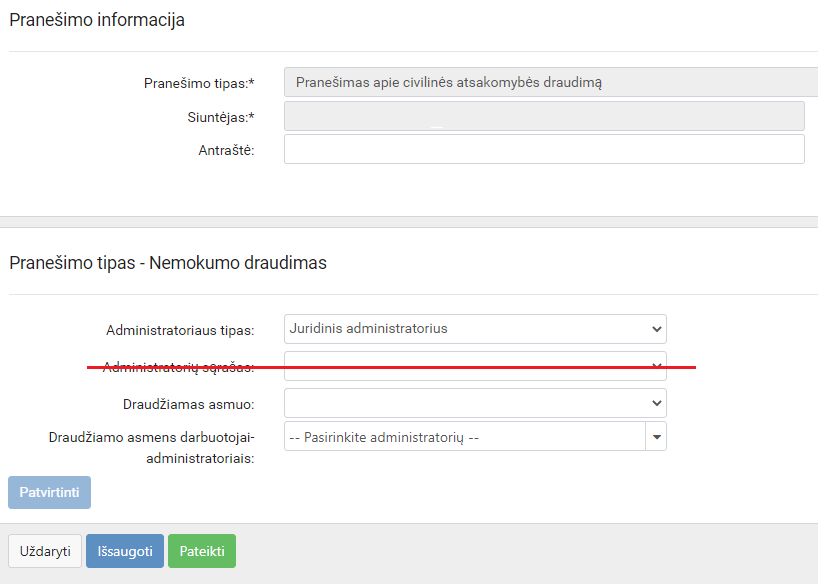 Pranešimo informacija
Pranešimo tipas:* Pranešimas apie civilinės atsakomybės draudimą
Siuntėjas:*
Antraštė:
Pranešimo tipas - Nemokumo draudimas
Administratoriaus tipas: Juridinis administratorius
Administratorių sąrašas:
Draudžiamas asmuo:
Draudžiamo asmens darbuotojai- -- Pasirinkite administratorių --
administratoriais:
Patvirtinti
Uždaryti Išsaugoti Pateikti